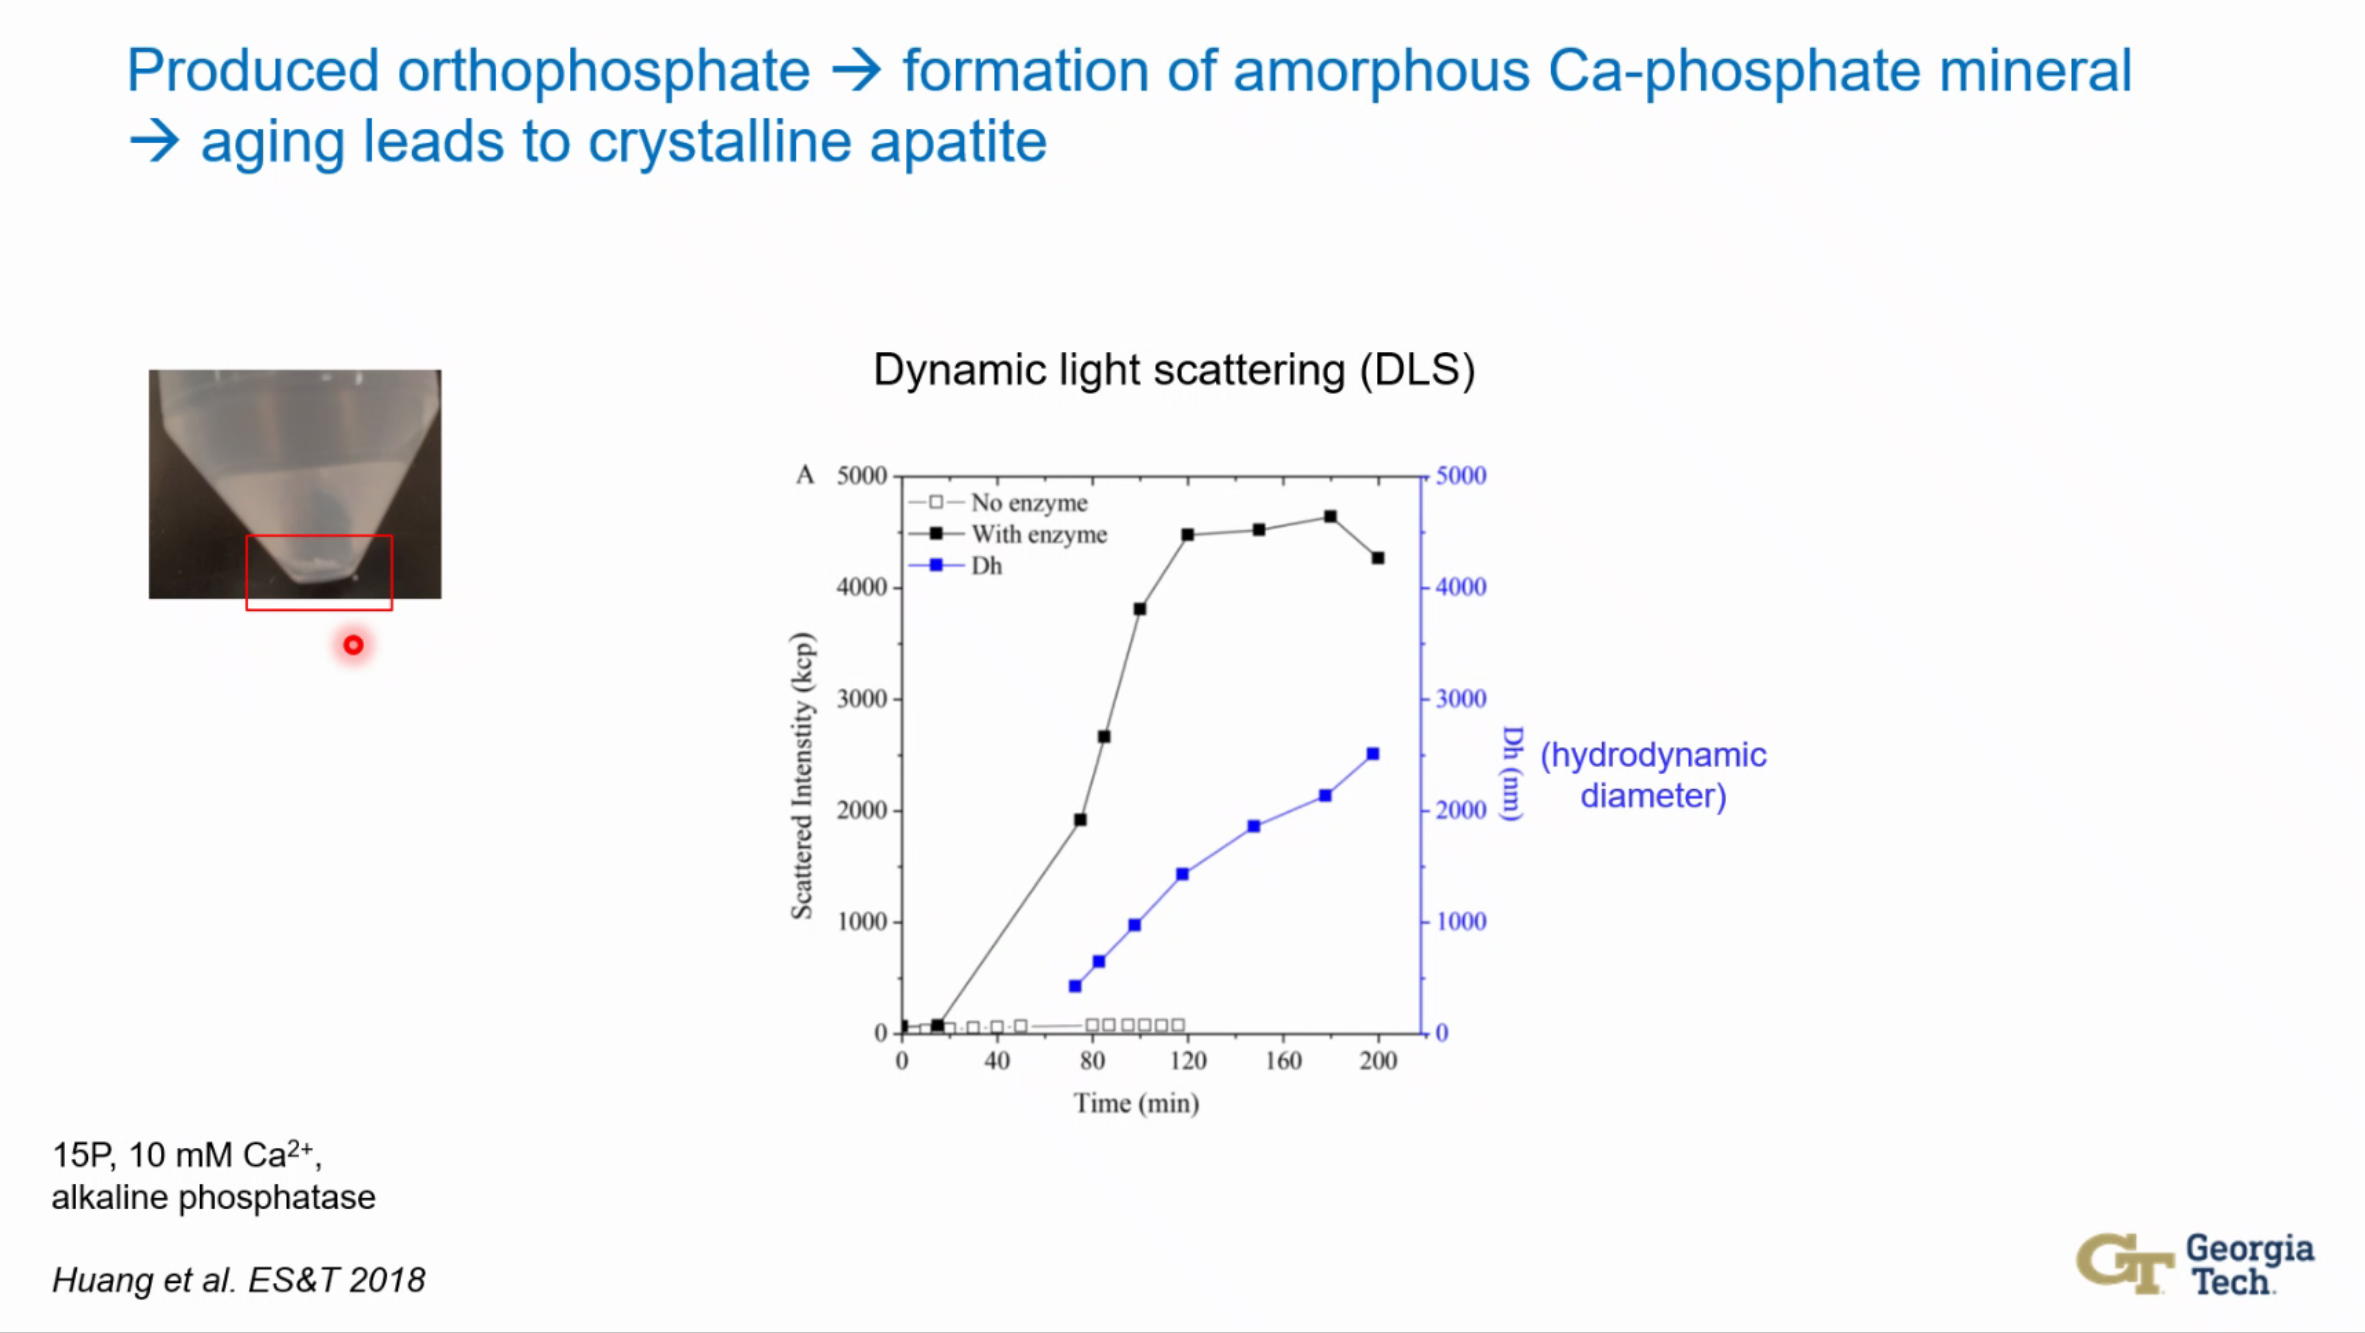 Produced orthophosphate → formation of amorphous Ca-phosphate mineral
→ aging leads to crystalline apatite
Dynamic light scattering (DLS)
A
5000
4000
3000
2000
1000
0
Scattered Intenstity (kcp)
No enzyme
With enzyme
Dh
5000
4000
3000
2000
1000
0
Dh (nm)
(hydrodynamic
diameter)
0 40 80 120 160 200
Time (min)
15P, 10 mM Ca²⁺,
alkaline phosphatase
Huang et al. ES&T 2018
GT
Georgia
Tech.